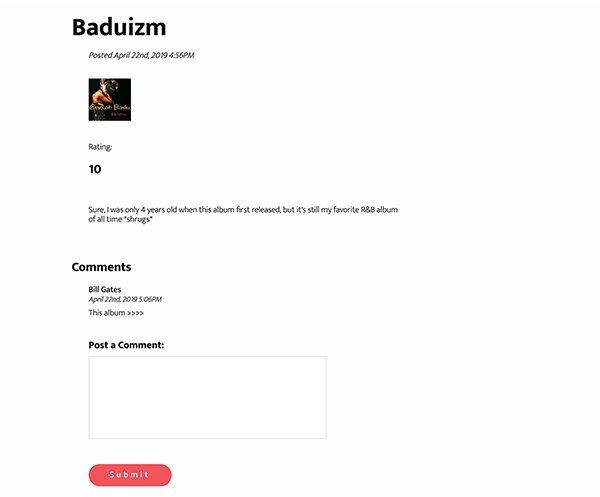 Baduizm
Posted April 22nd, 2019 4:56PM
Erykah Badu
Rating:
10
Sure, I was only 4 years old when this album first released, but it's still my favorite R&B album
of all time *shrugs*
Comments
Bill Gates
April 22nd, 2019 5:06PM
This album >>>>
Post a Comment:
Submit